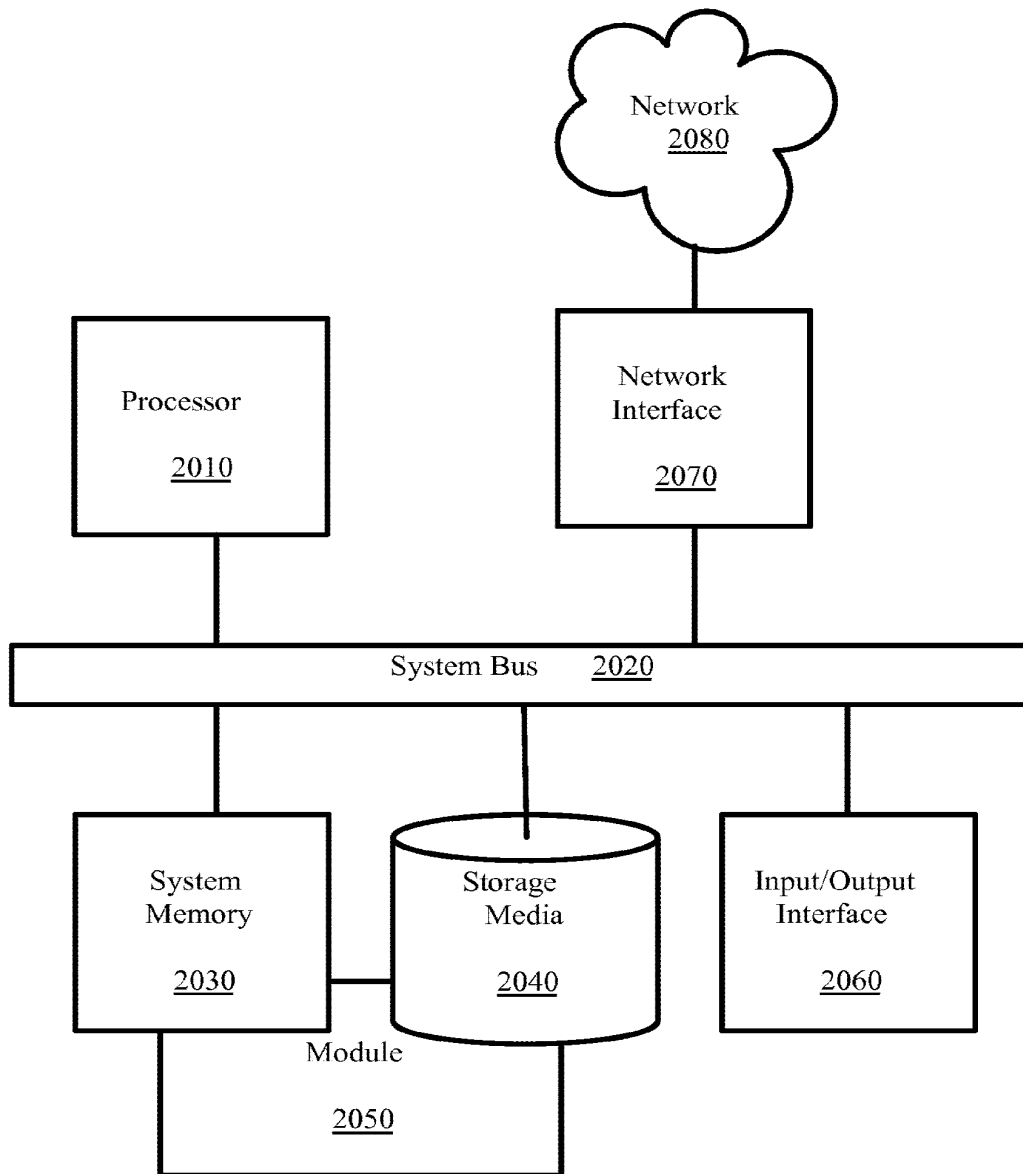 Network
2080
Processor
2010
Network
Interface
2070
System Bus 2020
System
Memory
2030
Storage
Media
2040
Input/Output
Interface
2060
Module
2050